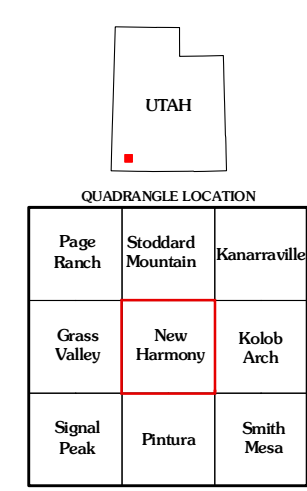 UTAH
QUADRANGLE LOCATION
Page
Ranch
Stoddard
Mountain
Kanarraville
Grass
Valley
New
Harmony
Kolob
Arch
Signal
Peak
Pintura
Smith
Mesa